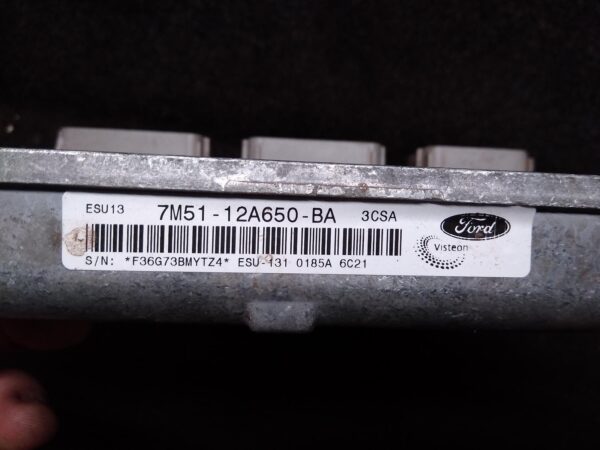 ESU13 7M51-12A650-BA 3CSA
Ford
Visteon
S/N: *F36G73BMYTZ4* ESU-131 0185A 6C21